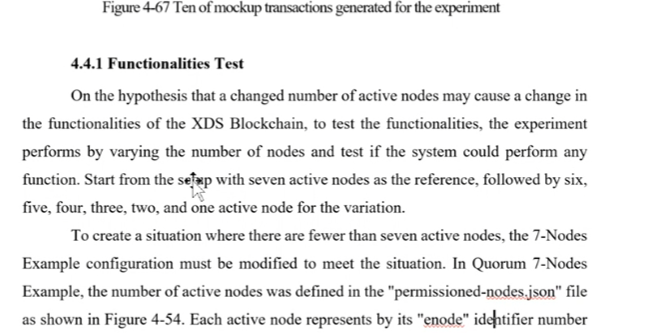 Figure 4-67 Ten of mockup transactions generated for the experiment
4.4.1 Functionalities Test
On the hypothesis that a changed number of active nodes may cause a change in
the functionalities of the XDS Blockchain, to test the functionalities, the experiment
performs by varying the number of nodes and test if the system could perform any
function. Start from the setup with seven active nodes as the reference, followed by six,
five, four, three, two, and one active node for the variation.
To create a situation where there are fewer than seven active nodes, the 7-Nodes
Example configuration must be modified to meet the situation. In Quorum 7-Nodes
Example, the number of active nodes was defined in the "permissioned-nodes.json" file
as shown in Figure 4-54. Each active node represents by its "enode" identifier number